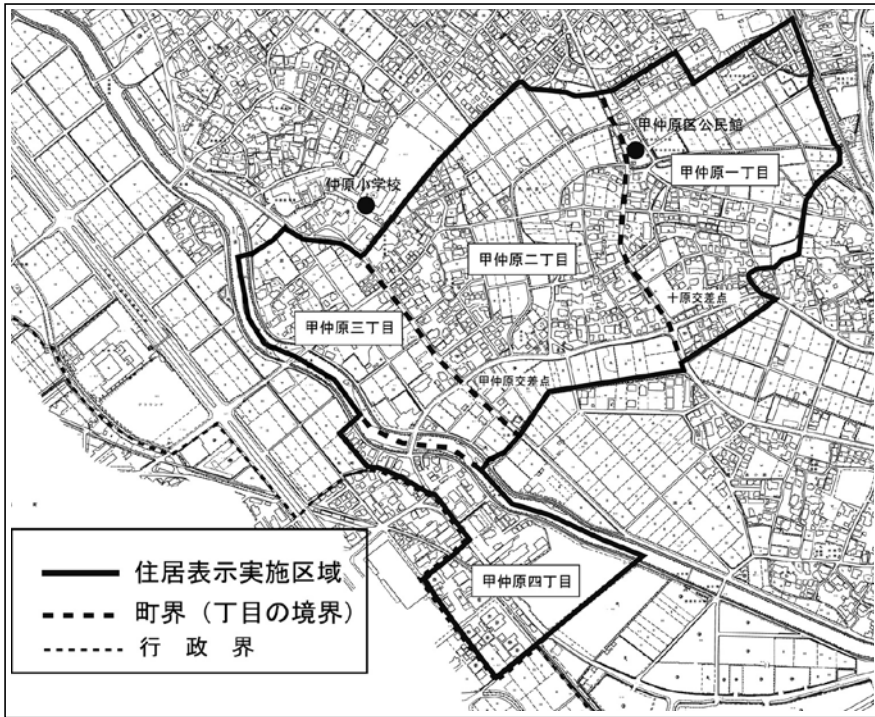 甲仲原区公民館
甲仲原一丁目
仲原小学校
甲仲原二丁目
十原交差点
甲仲原三丁目
甲仲原交差点
甲仲原四丁目
住居表示実施区域
町界（丁目の境界）
行 政 界